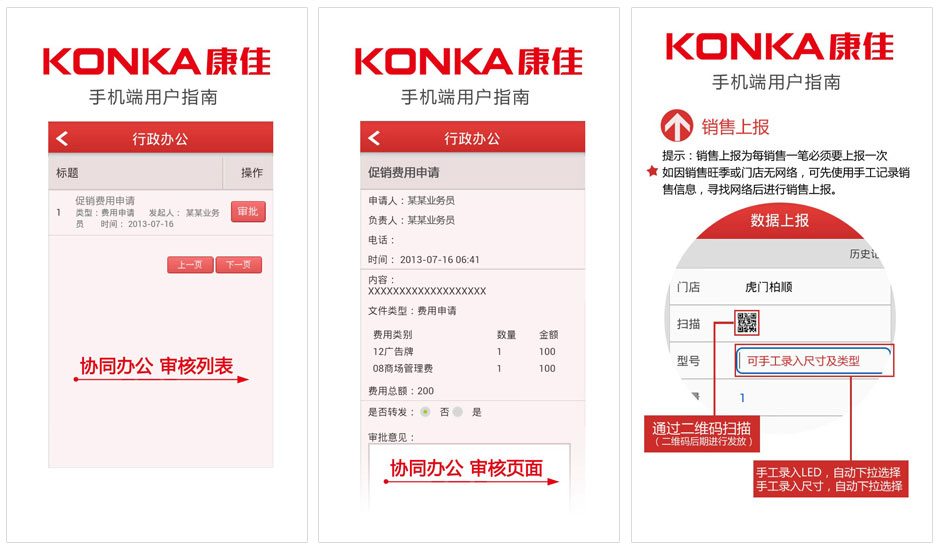 KONKA康佳
手机端用户指南
行政办公
标题 操作
促销费用申请
1 类型：费用申请 发起人： 某某业务
员 时间： 2013-07-16
审批
上一页 下一页
协同办公 审核列表
KONKA康佳
手机端用户指南
行政办公
促销费用申请
申请人：某某业务员
负责人：某某业务员
电话：
时间： 2013-07-16 06:41
内容：
XXXXXXXXXXXXXXXXXXXX
文件类型：费用申请
费用类别 数量 金额
12广告牌 1 100
08商场管理费 1 100
费用总额：200
是否转发： 否 是
审批意见：
协同办公 审核页面
KONKA康佳
手机端用户指南
销售上报
提示：销售上报为每销售一笔必须要上报一次
如因销售旺季或门店无网络，可先使用手工记录销
售信息，寻找网络后进行销售上报。
数据上报
历史记
门店 虎门柏顺
扫描
型号 可手工录入尺寸及类型
1
通过二维码扫描
（二维码后期进行发放）
手工录入LED，自动下拉选择
手工录入尺寸，自动下拉选择